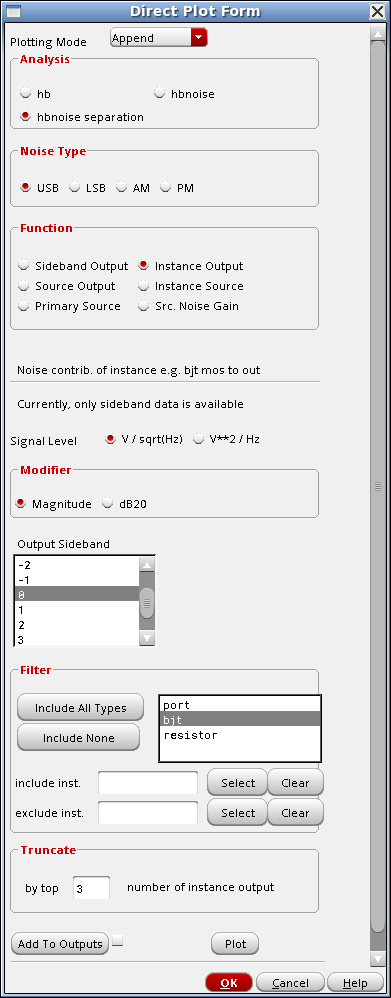 Direct Plot Form
Plotting Mode Append
Analysis
hb hbnoise
hbnoise separation
Noise Type
USB LSB AM PM
Function
Sideband Output Instance Output
Source Output Instance Source
Primary Source Src. Noise Gain
Noise contrib. of instance e.g. bjt mos to out
Currently, only sideband data is available
Signal Level V / sqrt(Hz) V**2 / Hz
Modifier
Magnitude dB20
Output Sideband
-2
-1
0
1
2
3
Filter
Include All Types
Include None
port
bjt
resistor
include inst. Select Clear
exclude inst. Select Clear
Truncate
by top 3 number of instance output
Add To Outputs Plot
OK Cancel Help